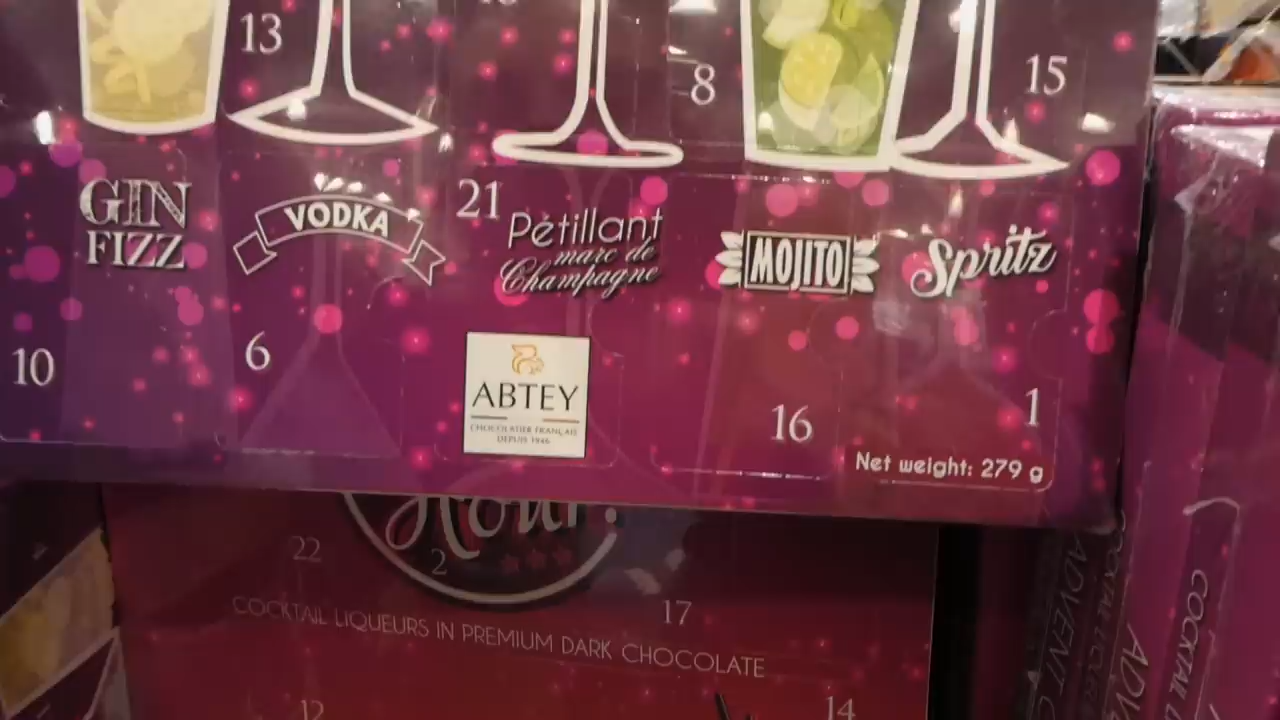 13
8
15
GIN
FIZZ
VODKA
21
Pétillant
marc de
Champagne
MOJITO
Spritz
10
6
ABTEY
CHOCOLATIER FRANÇAIS
DEPUIS 1946
16
1
Net weight: 279 g
Hour!
22
2
17
COCKTAIL LIQUEURS IN PREMIUM DARK CHOCOLATE
12
14
COCKTAIL
ADVENT